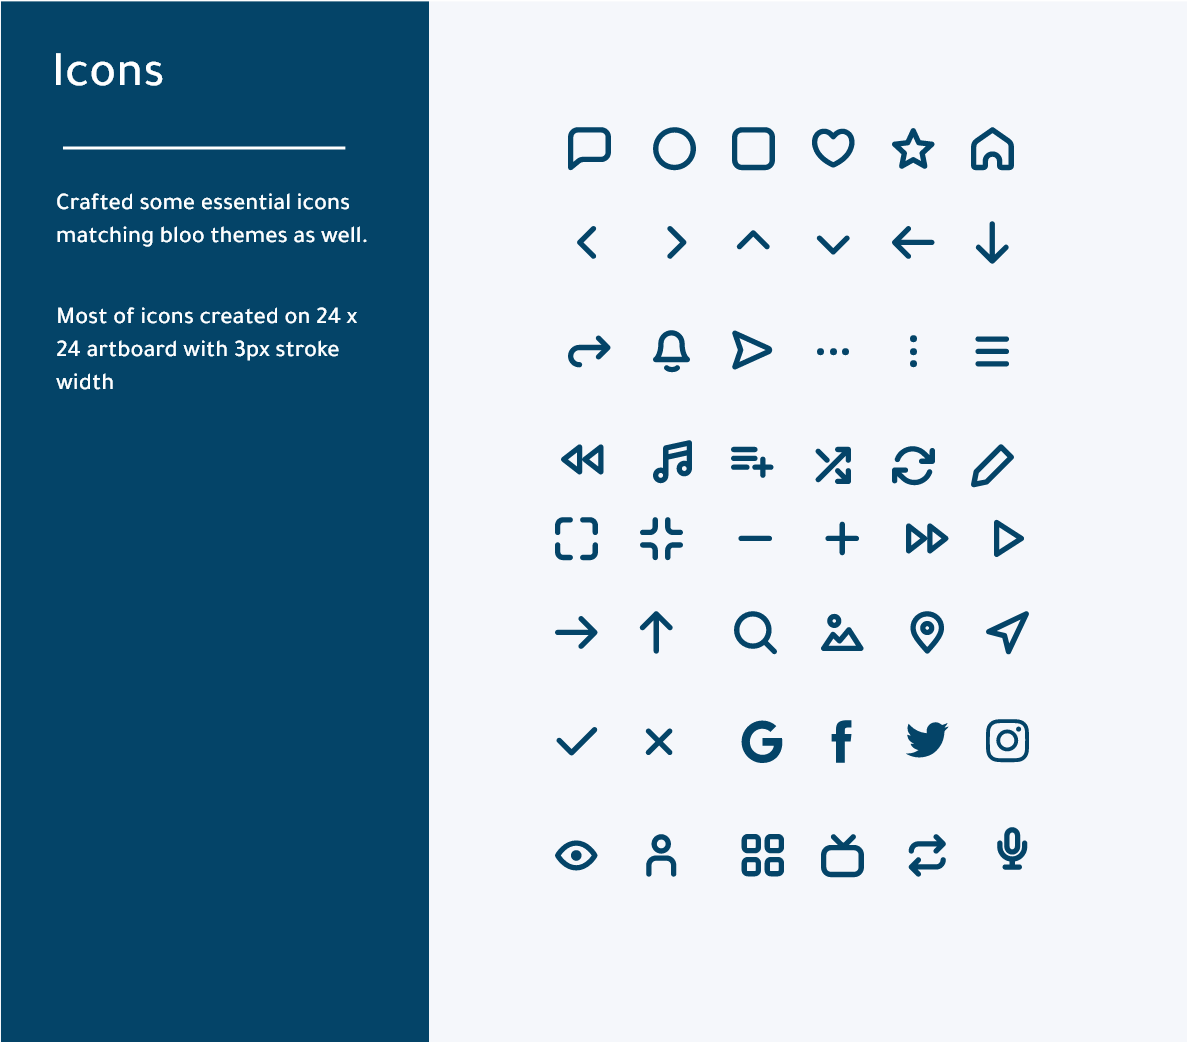 Icons
Crafted some essential icons
matching bloo themes as well.
Most of icons created on 24 x
24 artboard with 3px stroke
width